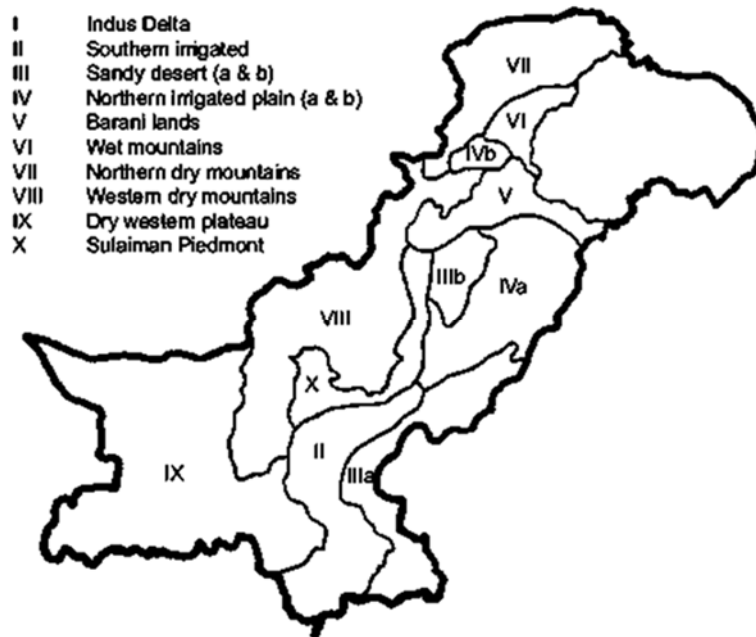 I Indus Delta
II Southern irrigated
III Sandy desert (a & b)
IV Northern irrigated plain (a & b)
V Barani lands
VI Wet mountains
VII Northern dry mountains
VIII Western dry mountains
IX Dry western plateau
X Sulaiman Piedmont
VII
VI
IVb
V
IIIb
IVa
VIII
X
II
IIIa
IX